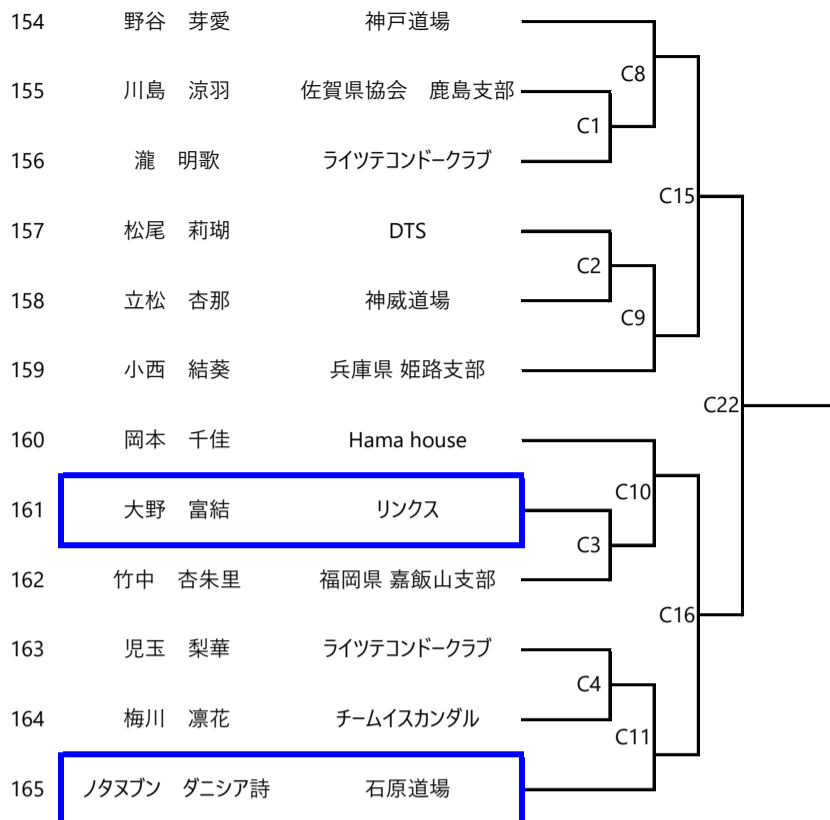 154 野谷 芽愛 神戸道場
C8
155 川島 涼羽 佐賀県協会 鹿島支部
C1
156 瀧 明歌 ライツテコンドークラブ
C15
157 松尾 莉瑚 DTS
C2
158 立松 杏那 神威道場
C9
159 小西 結葵 兵庫県 姫路支部
C22
160 岡本 千佳 Hama house
C10
161 大野 富結 リンクス
C3
162 竹中 杏朱里 福岡県 嘉飯山支部
C16
163 児玉 梨華 ライツテコンドークラブ
C4
164 梅川 凛花 チームイスカンダル
C11
165 ノタヌブン ダニシア詩 石原道場